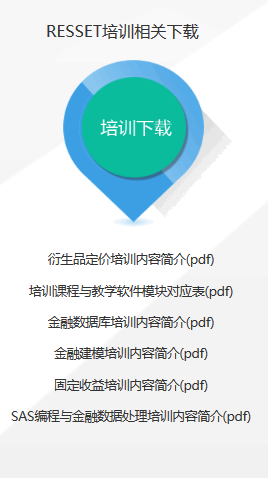 RESSET培训相关下载
培训下载
衍生品定价培训内容简介(pdf)
培训课程与教学软件模块对应表(pdf)
金融数据库培训内容简介(pdf)
金融建模培训内容简介(pdf)
固定收益培训内容简介(pdf)
SAS编程与金融数据处理培训内容简介(pdf)